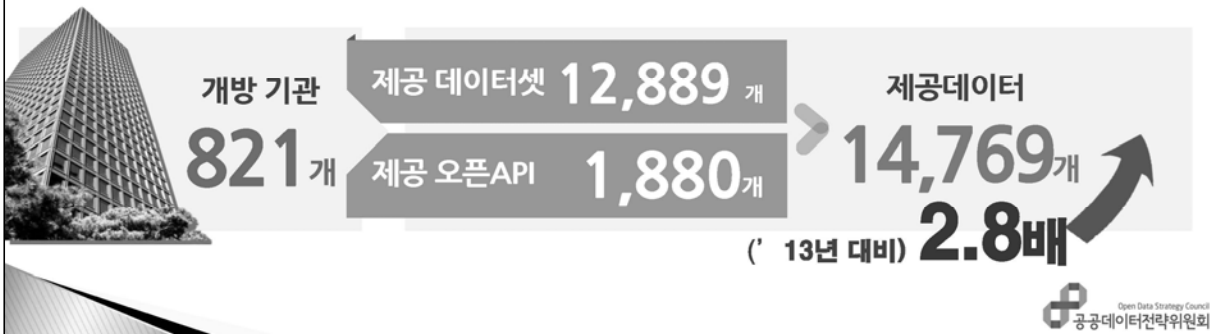 개방 기관
821개
제공 데이터셋 12,889 개
제공 오픈API 1,880개
제공데이터
14,769개
(’ 13년 대비) 2.8배
Open Data Strategy Council
공공데이터전략위원회